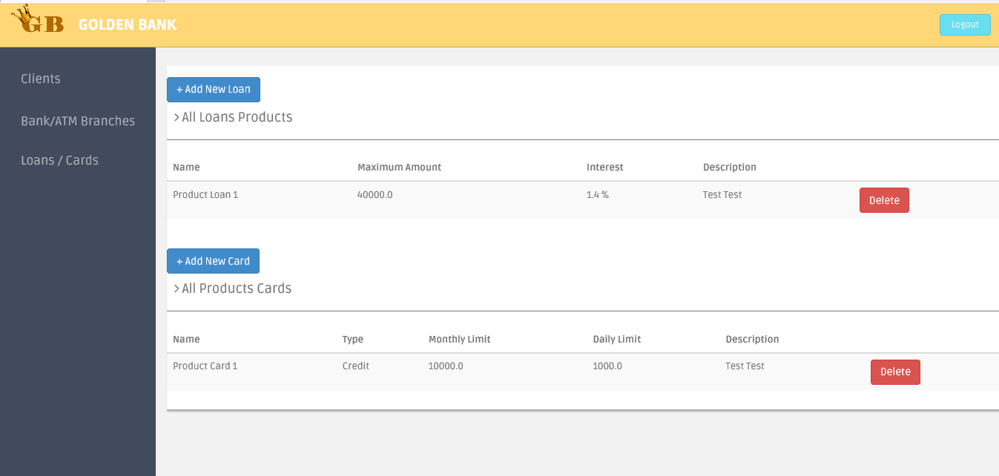 GB GOLDEN BANK Logout
Clients
Bank/ATM Branches
Loans / Cards
+ Add New Loan
> All Loans Products
Name Maximum Amount Interest Description
Product Loan 1 40000.0 1.4 % Test Test Delete
+ Add New Card
> All Products Cards
Name Type Monthly Limit Daily Limit Description
Product Card 1 Credit 10000.0 1000.0 Test Test Delete